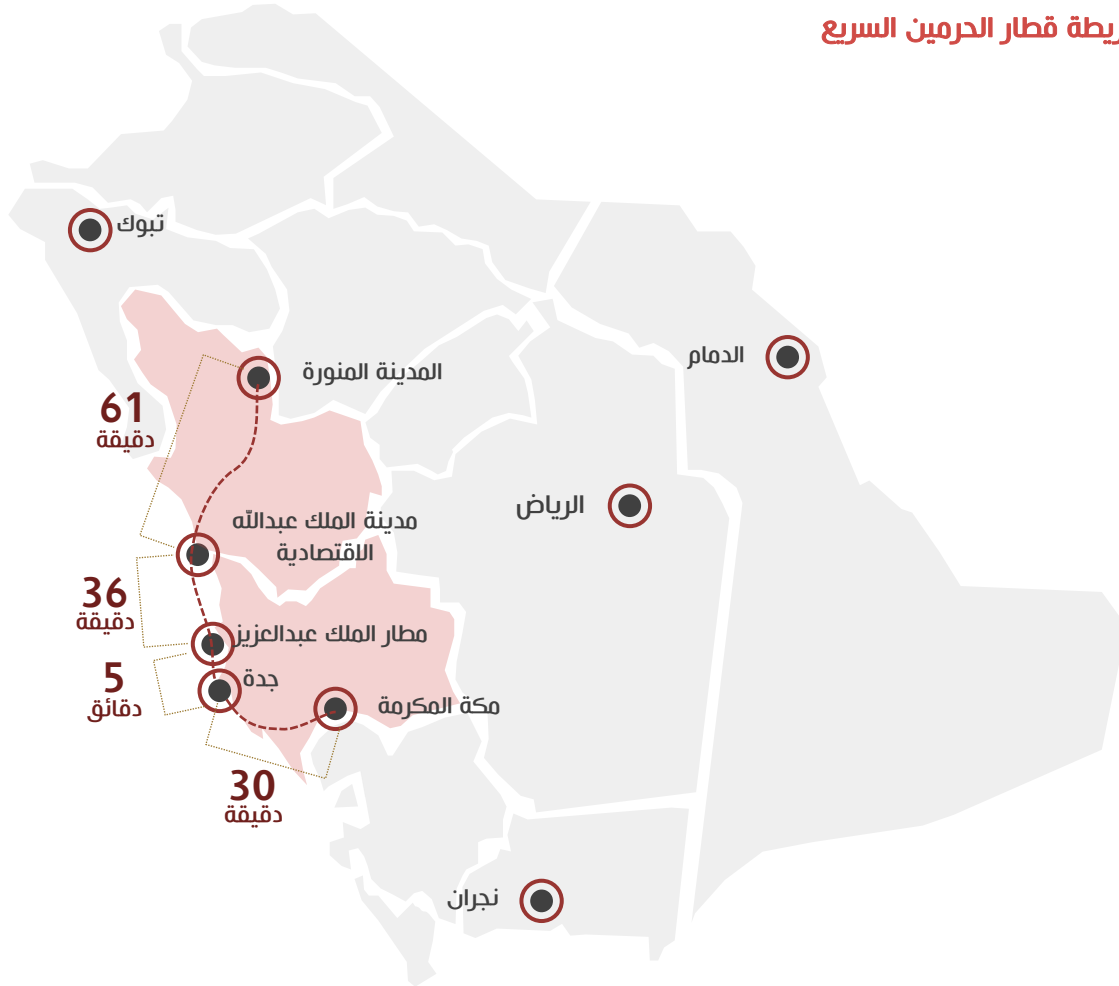 ريطة قطار الحرمين السريع
تبوك
الدمام
المدينة المنورة
61
دقيقة
الرياض
مدينة الملك عبدالله
الاقتصادية
36
دقيقة
مطار الملك عبدالعزيز
جدة
5
دقائق
مكة المكرمة
30
دقيقة
نجران